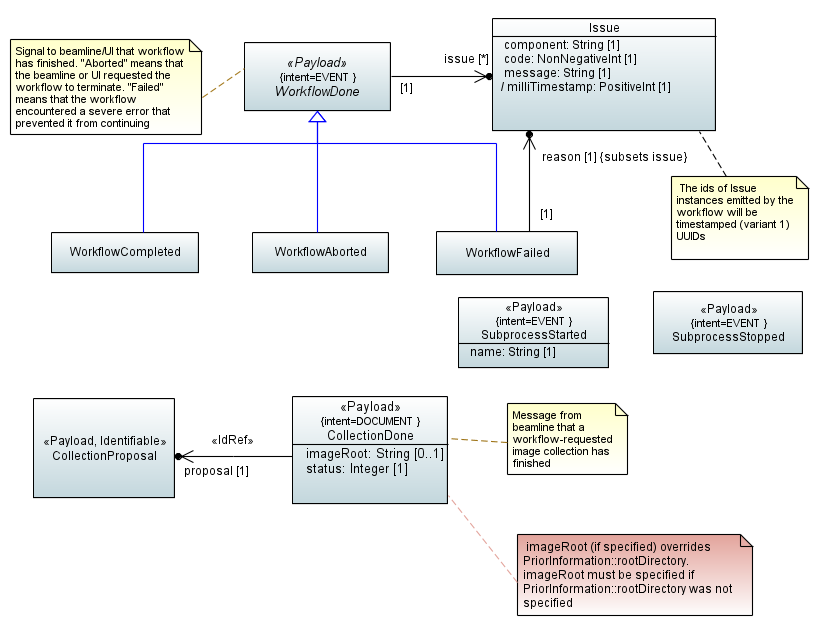 Signal to beamline/UI that workflow
has finished. "Aborted" means that
the beamline or UI requested the
workflow to terminate. "Failed"
means that the workflow
encountered a severe error that
prevented it from continuing
«Payload»
{intent=EVENT }
WorkflowDone
issue [*]
[1]
Issue
component: String [1]
code: NonNegativeInt [1]
message: String [1]
/ milliTimestamp: PositiveInt [1]
reason [1] {subsets issue}
[1]
The ids of Issue
instances emitted by the
workflow will be
timestamped (variant 1)
UUIDs
WorkflowCompleted
WorkflowAborted
WorkflowFailed
«Payload»
{intent=EVENT }
SubprocessStarted
name: String [1]
«Payload»
{intent=EVENT }
SubprocessStopped
«Payload, Identifiable»
CollectionProposal
«IdRef»
proposal [1]
«Payload»
{intent=DOCUMENT }
CollectionDone
imageRoot: String [0..1]
status: Integer [1]
Message from
beamline that a
workflow-requested
image collection has
finished
imageRoot (if specified) overrides
PriorInformation::rootDirectory.
imageRoot must be specified if
PriorInformation::rootDirectory was not
specified